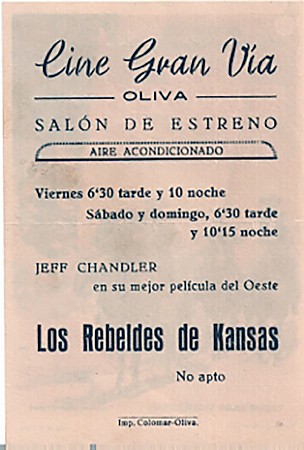 Cine Gran Vía
OLIVA
SALÓN DE ESTRENO
AIRE ACONDICIONADO
Viernes 6'30 tarde y 10 noche
Sábado y domingo, 6'30 tarde
y 10'15 noche
JEFF CHANDLER
en su mejor película del Oeste
Los Rebeldes de Kansas
No apto
Imp. Colomar-Oliva.